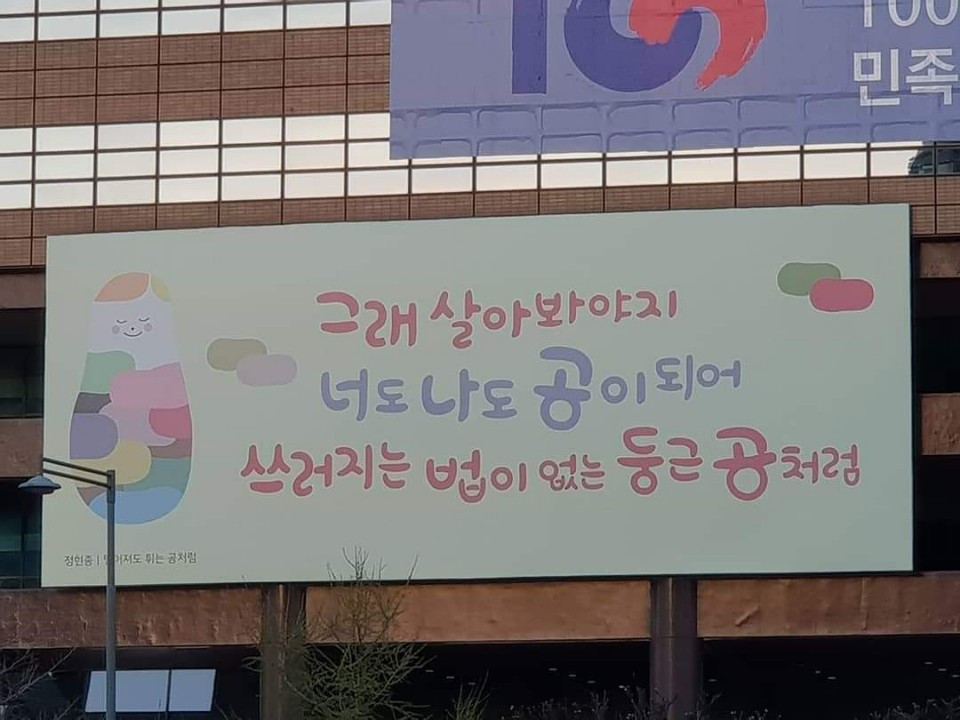 100
민족
그래 살아봐야지
너도 나도 공이 되어
쓰러지는 법이 없는 둥근 공처럼
정현종 | 떨어져도 튀는 공처럼